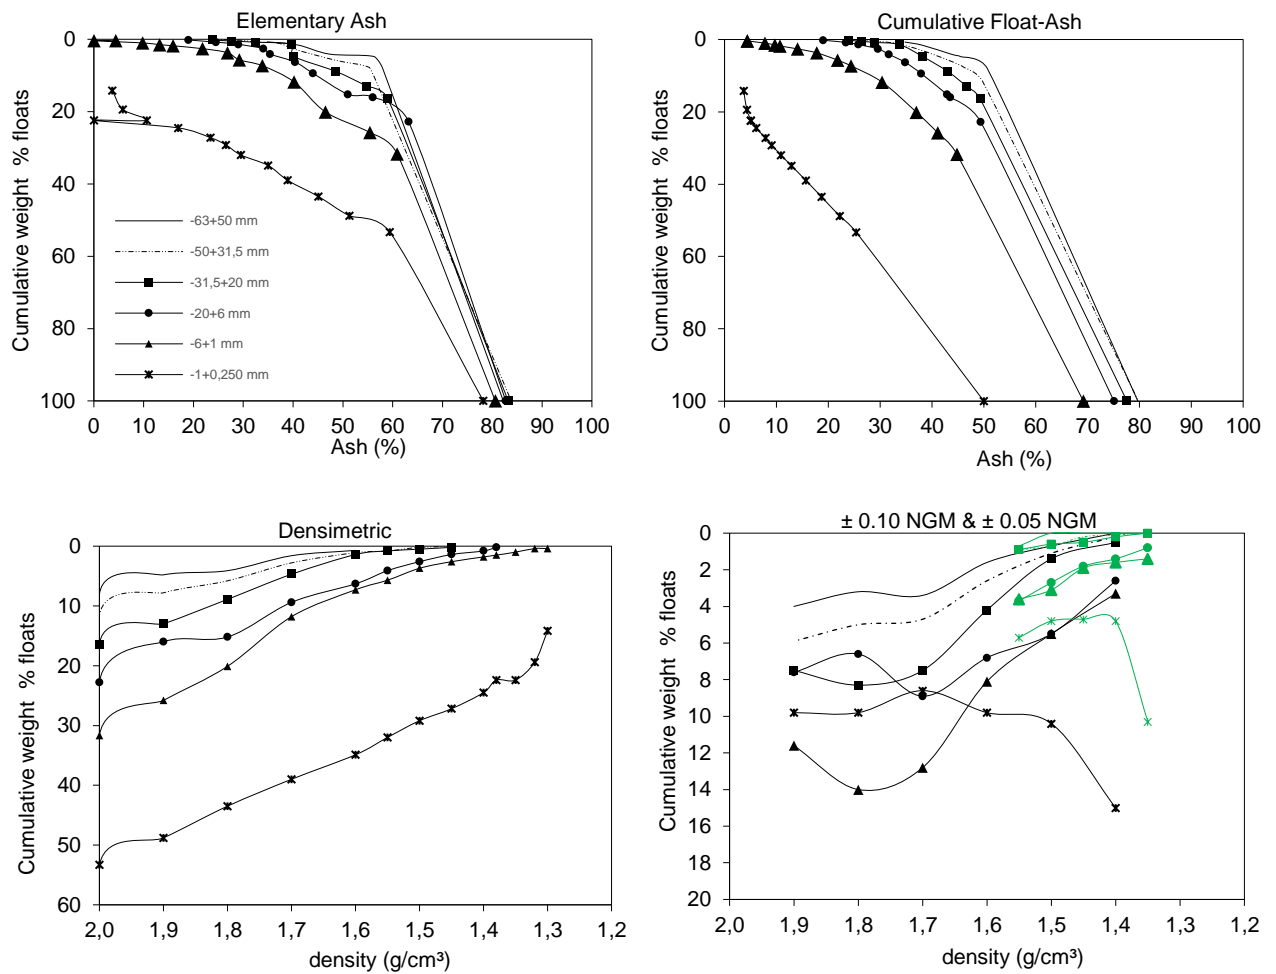 Elementary Ash
0
20
40
60
80
100
Cumulative weight % floats
-63+50 mm
-50+31,5 mm
-31,5+20 mm
-20+6 mm
-6+1 mm
-1+0,250 mm
0 10 20 30 40 50 60 70 80 90 100
Ash (%)
Cumulative Float-Ash
0
20
40
60
80
100
Cumulative weight % floats
0 10 20 30 40 50 60 70 80 90 100
Ash (%)
Densimetric
0
10
20
30
40
50
60
Cumulative weight % floats
2,0 1,9 1,8 1,7 1,6 1,5 1,4 1,3 1,2
density (g/cm³)
± 0.10 NGM & ± 0.05 NGM
0
2
4
6
8
10
12
14
16
18
20
Cumulative weight % floats
2,0 1,9 1,8 1,7 1,6 1,5 1,4 1,3 1,2
density (g/cm³)